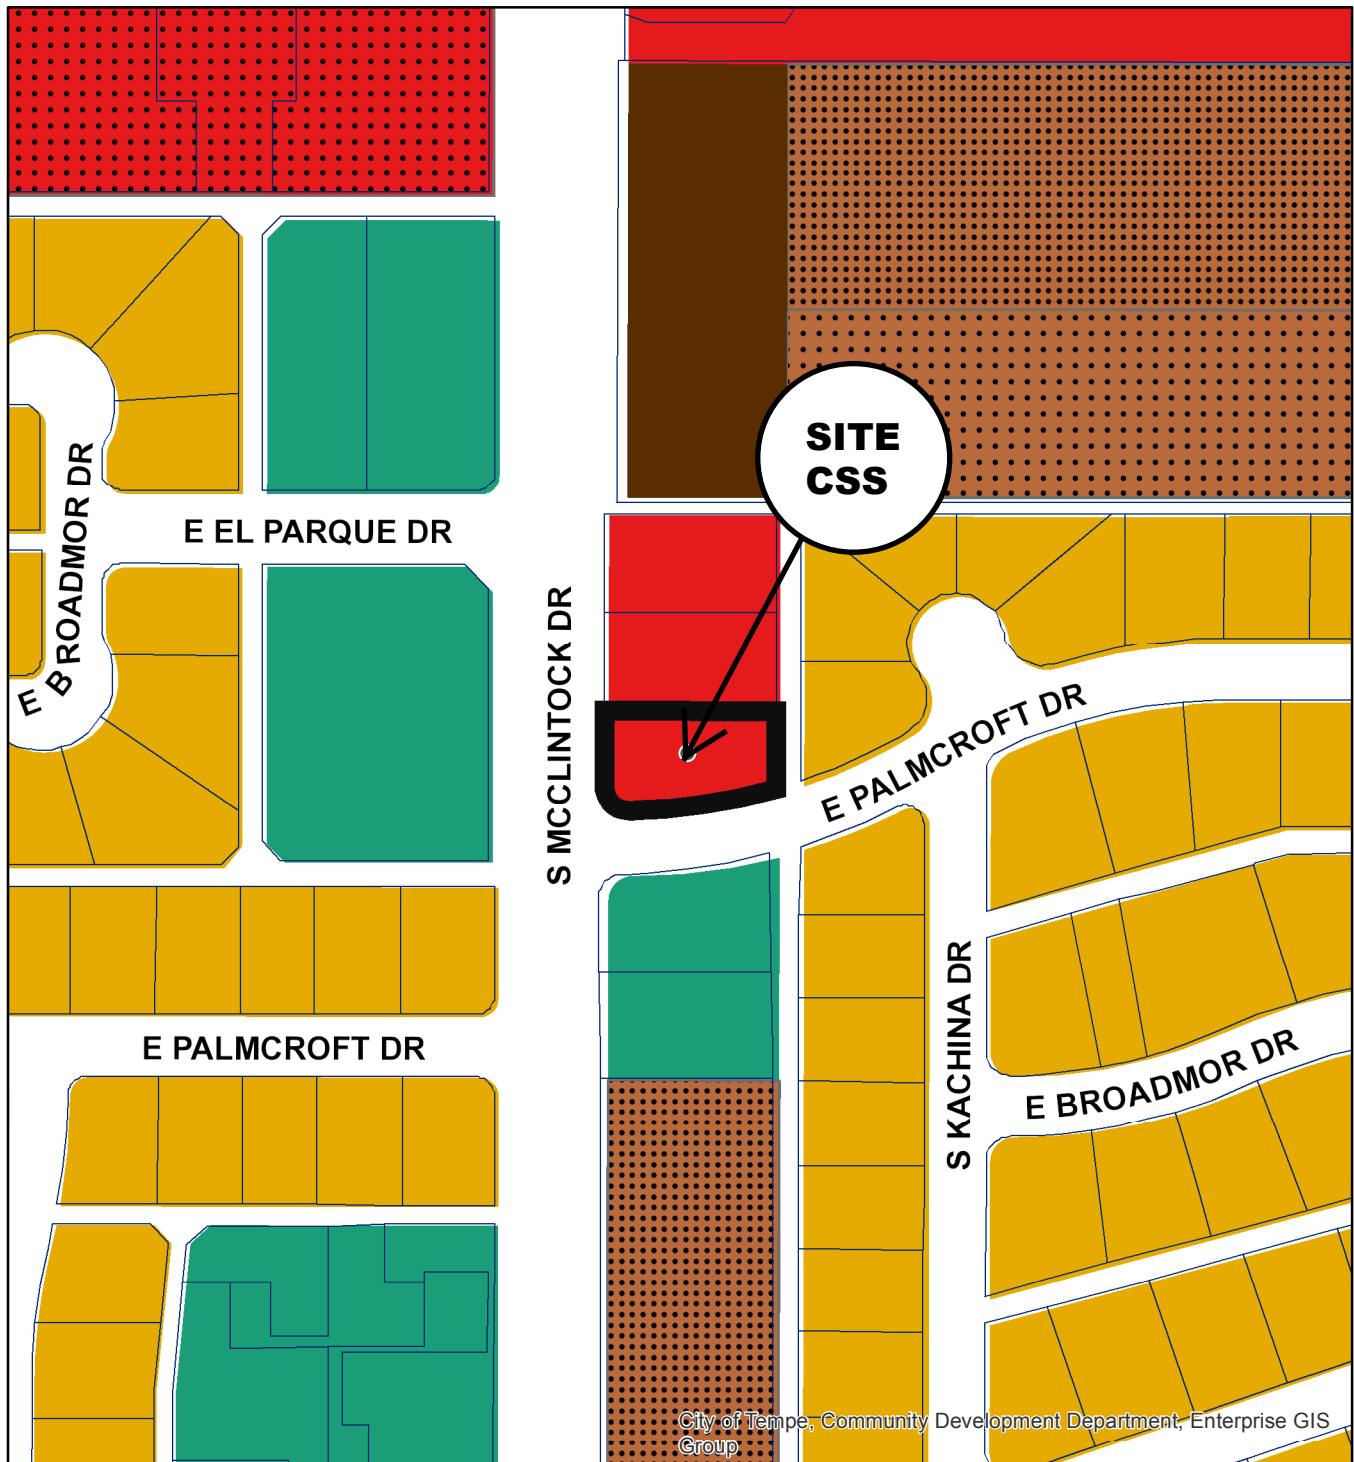 SITE
CSS
E BROADMOR DR
E EL PARQUE DR
S MCCLINTOCK DR
E PALMCROFT DR
E PALMCROFT DR
S KACHINA DR
E BROADMOR DR
City of Tempe, Community Development Department, Enterprise GIS
Group